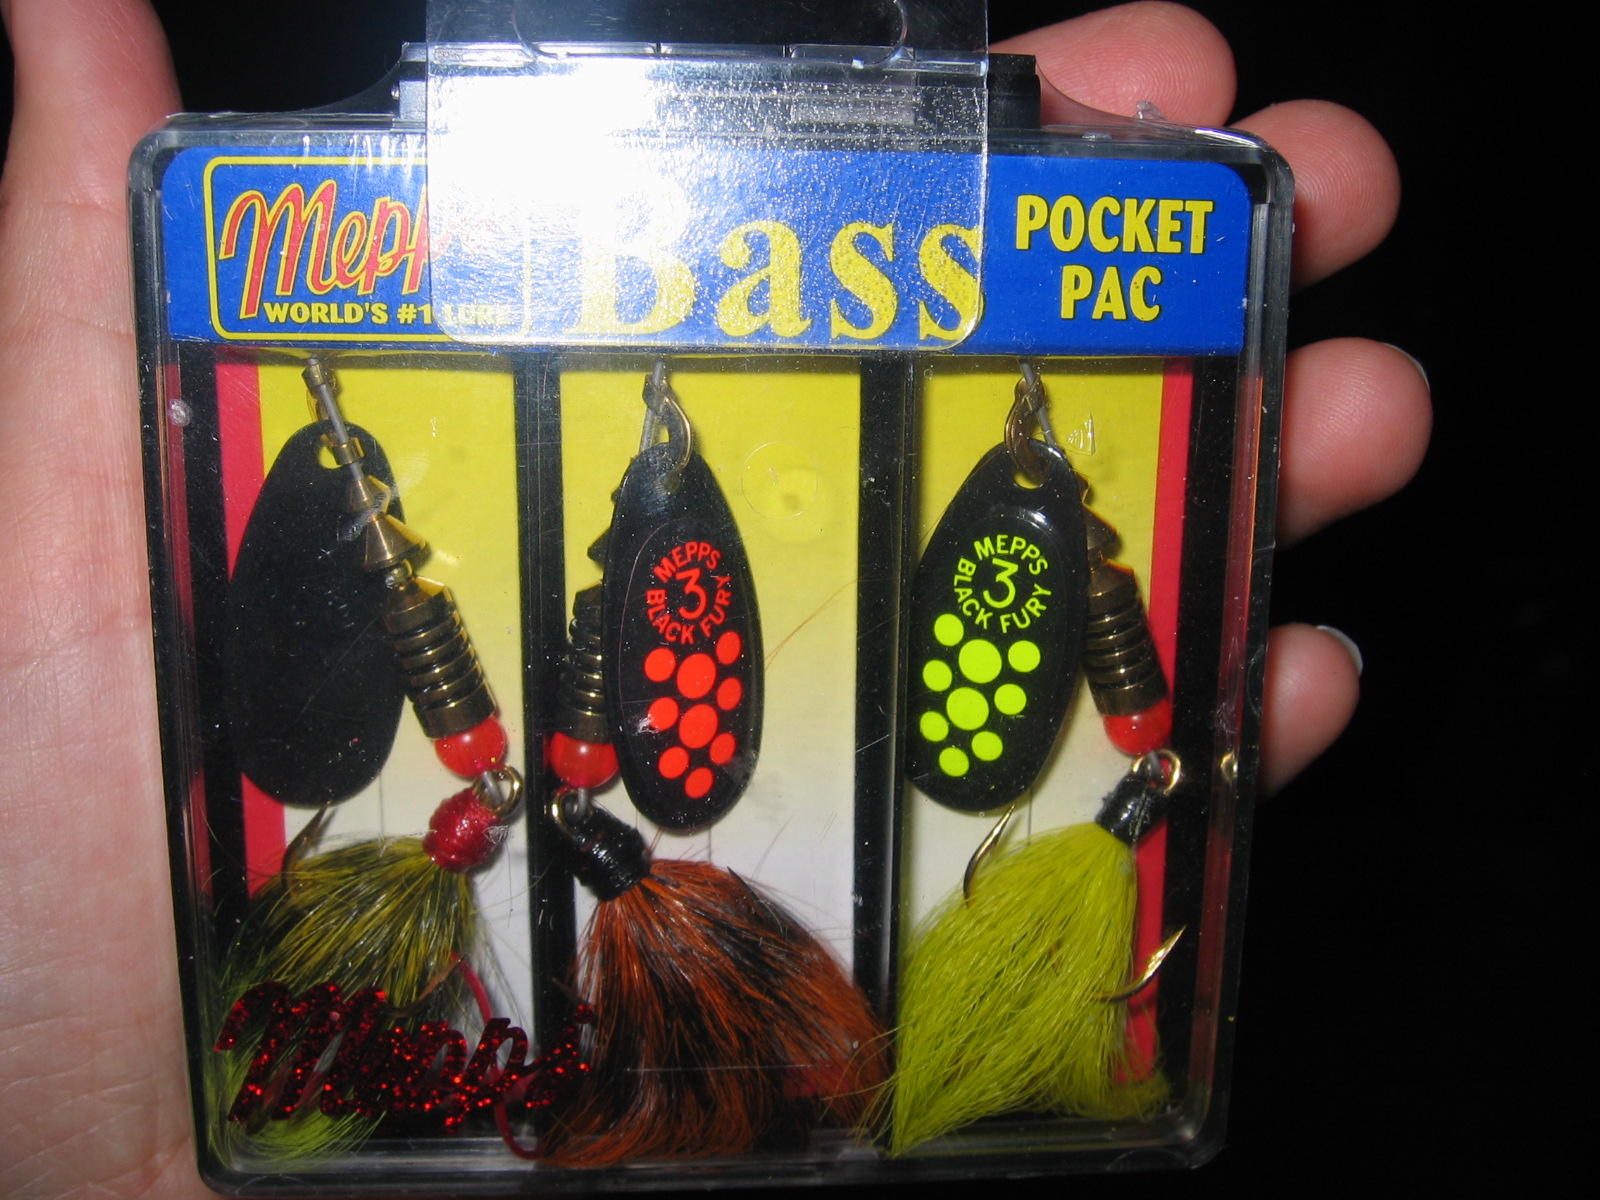 Mepps
WORLD'S #1 LURE
Bass
POCKET
PAC
MEPPS
3
BLACK FURY
MEPPS
3
BLACK FURY
Mepps